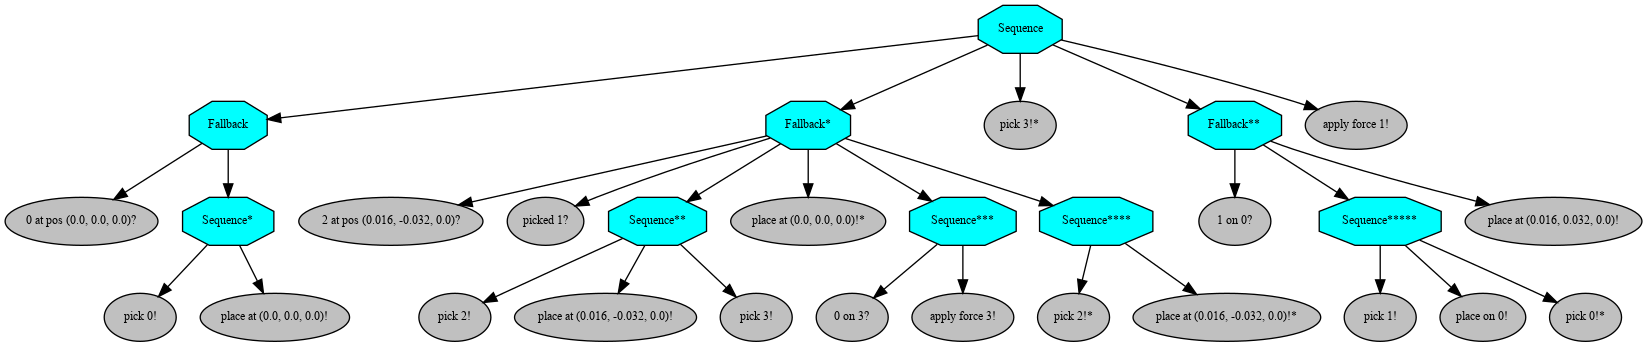 Sequence
Fallback
Fallback*
pick 3!*
Fallback**
apply force 1!
0 at pos (0.0, 0.0, 0.0)?
Sequence*
2 at pos (0.016, -0.032, 0.0)?
picked 1?
Sequence**
place at (0.0, 0.0, 0.0)!*
Sequence***
Sequence****
1 on 0?
Sequence*****
place at (0.016, 0.032, 0.0)!
pick 0!
place at (0.0, 0.0, 0.0)!
pick 2!
place at (0.016, -0.032, 0.0)!
pick 3!
0 on 3?
apply force 3!
pick 2!*
place at (0.016, -0.032, 0.0)!*
pick 1!
place on 0!
pick 0!*